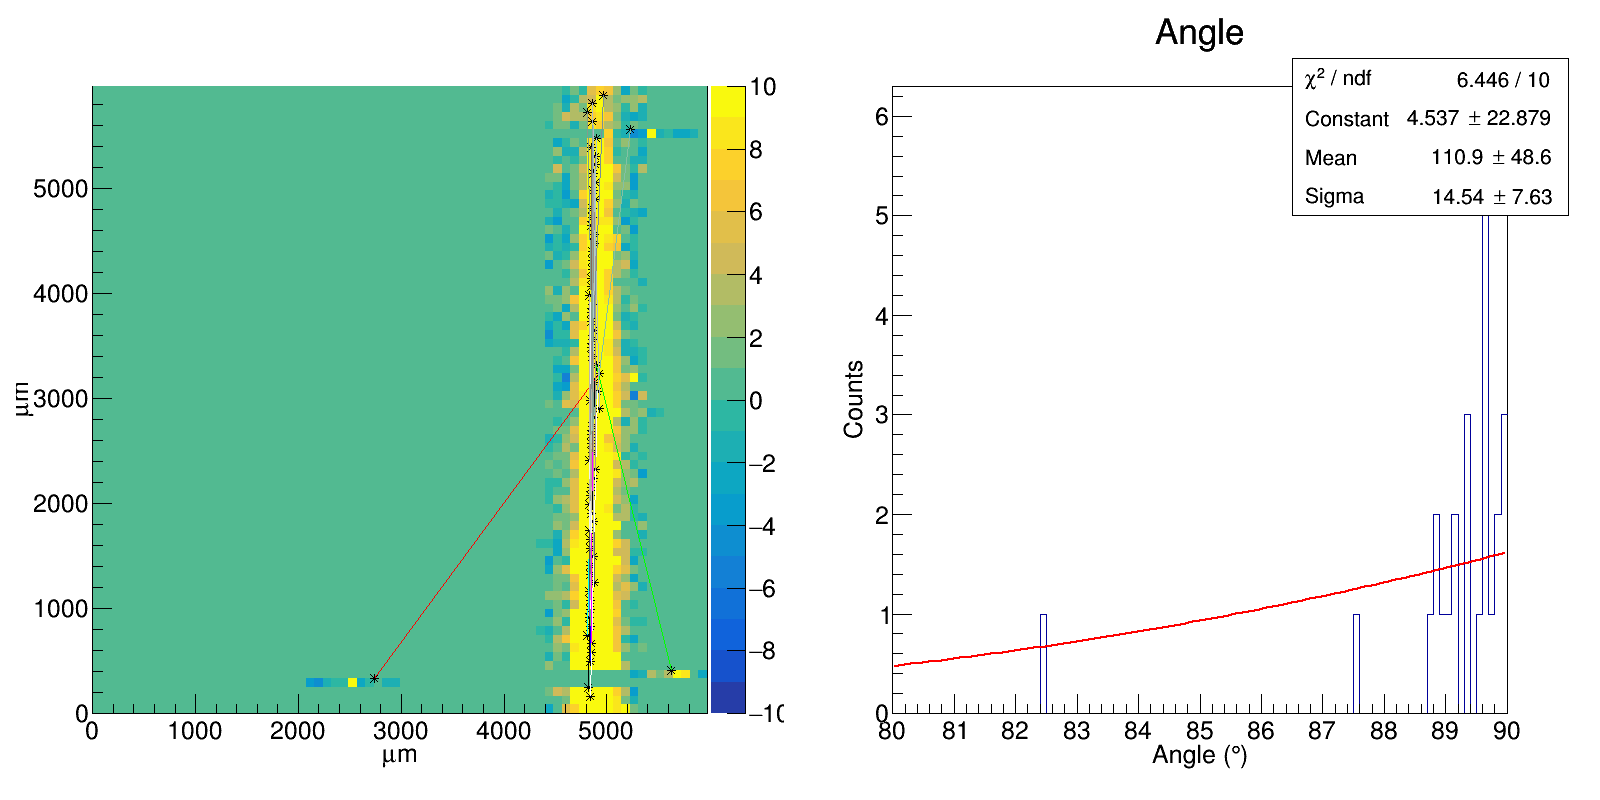 Angle
χ² / ndf 6.446 / 10
Constant 4.537 ± 22.879
Mean 110.9 ± 48.6
Sigma 14.54 ± 7.63
μm
5000
4000
3000
2000
1000
0
0 1000 2000 3000 4000 5000
μm
10
8
6
4
2
0
−2
−4
−6
−8
−10
Counts
6
5
4
3
2
1
0
80 81 82 83 84 85 86 87 88 89 90
Angle (°)